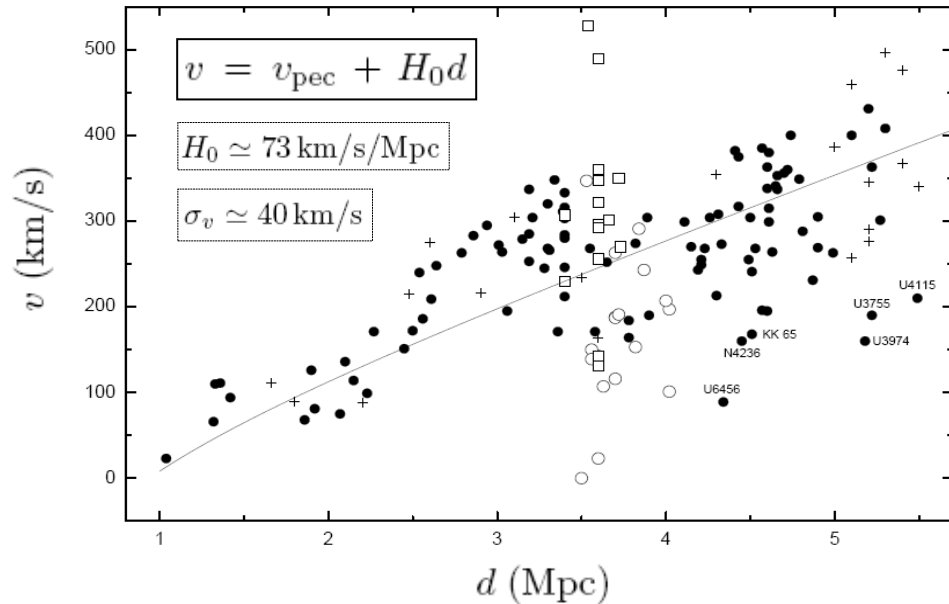 500
400
300
200
100
0
v (km/s)
v = v_pec + H_0 d
H_0 ≃ 73 km/s/Mpc
σ_v ≃ 40 km/s
U4115
U3755
KK 65
U3974
N4236
U6456
1 2 3 4 5
d (Mpc)